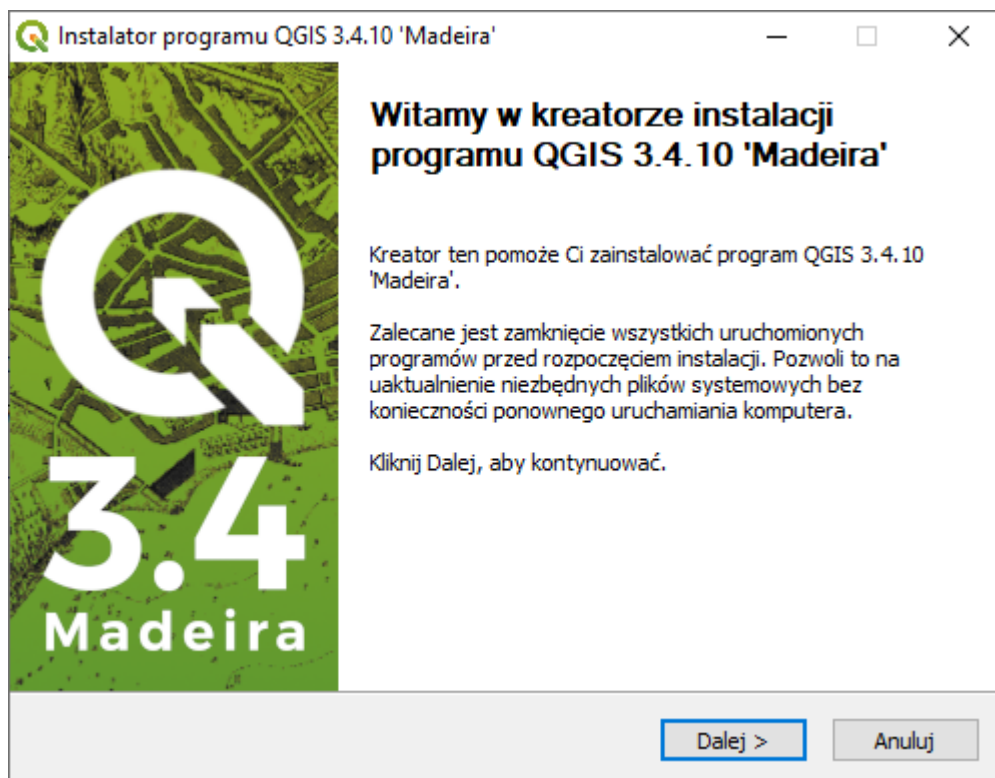 Instalator programu QGIS 3.4.10 'Madeira'
Witamy w kreatorze instalacji
programu QGIS 3.4.10 'Madeira'
Kreator ten pomoże Ci zainstalować program QGIS 3.4.10
'Madeira'.
Zalecane jest zamknięcie wszystkich uruchomionych
programów przed rozpoczęciem instalacji. Pozwoli to na
uaktualnienie niezbędnych plików systemowych bez
konieczności ponownego uruchamiania komputera.
Kliknij Dalej, aby kontynuować.
3.4
Madeira
Dalej >
Anuluj